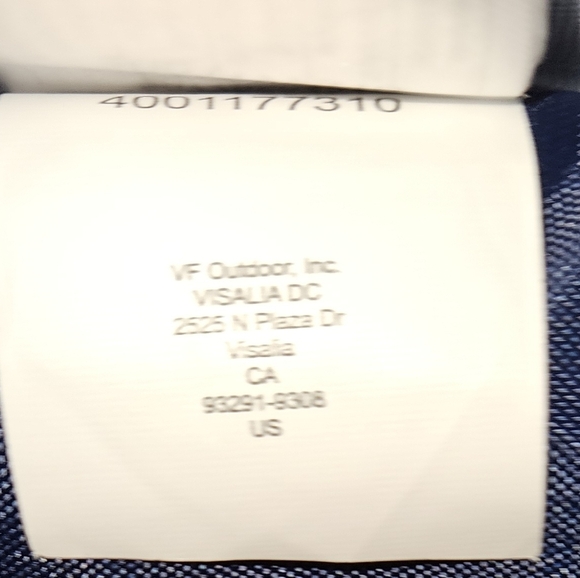 4001177310
VF Outdoor, Inc.
VISALIA DC
2525 N Plaza Dr
Visalia
CA
93291-9308
US